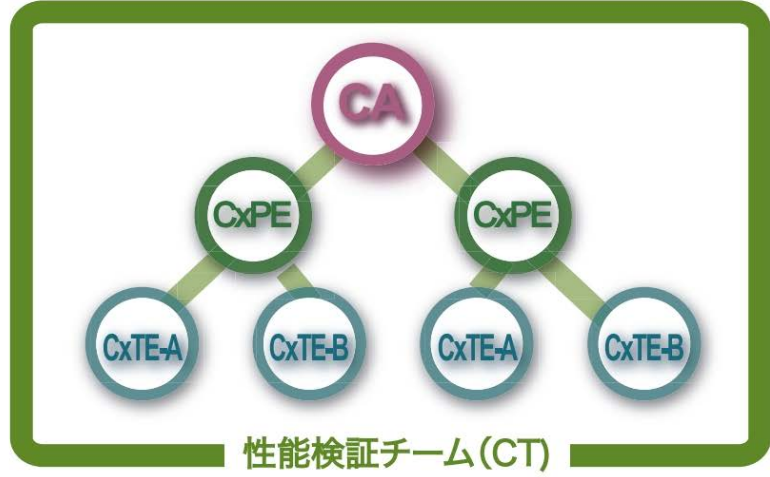 CA
CxPE
CxPE
CxTE-A
CxTE-B
CxTE-A
CxTE-B
性能検証チーム(CT)